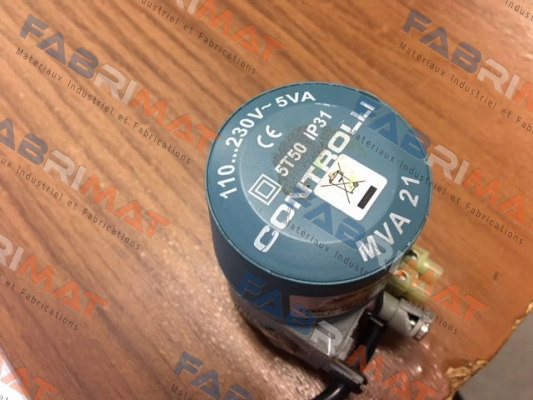 110...230V~ 5VA
CE
5T50 IP31
CONTROLLI
MVA 21
FABRIMAT
Materiaux Industriel et Fabrications